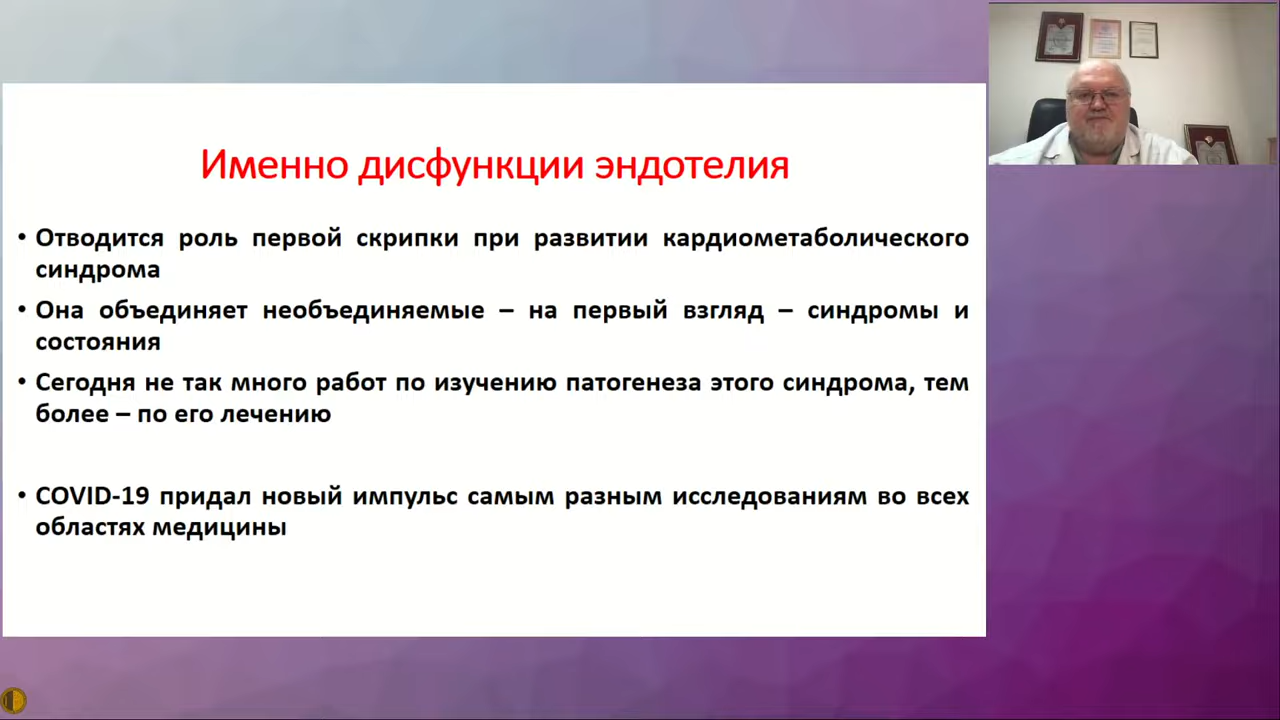 Именно дисфункции эндотелия
• Отводится роль первой скрипки при развитии кардиометаболического
синдрома
• Она объединяет необъединяемые – на первый взгляд – синдромы и
состояния
• Сегодня не так много работ по изучению патогенеза этого синдрома, тем
более – по его лечению
• COVID-19 придал новый импульс самым разным исследованиям во всех
областях медицины